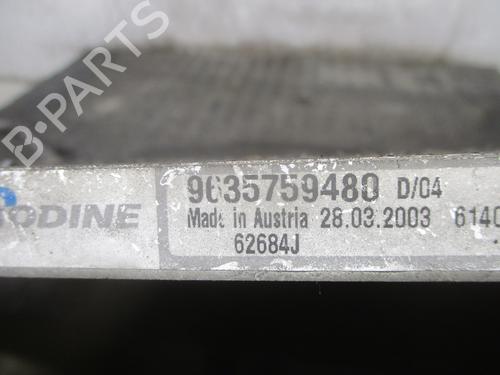 B-PARTS
ODINE
9635759480 D/04
Made in Austria 28.03.2003 6140
62684J